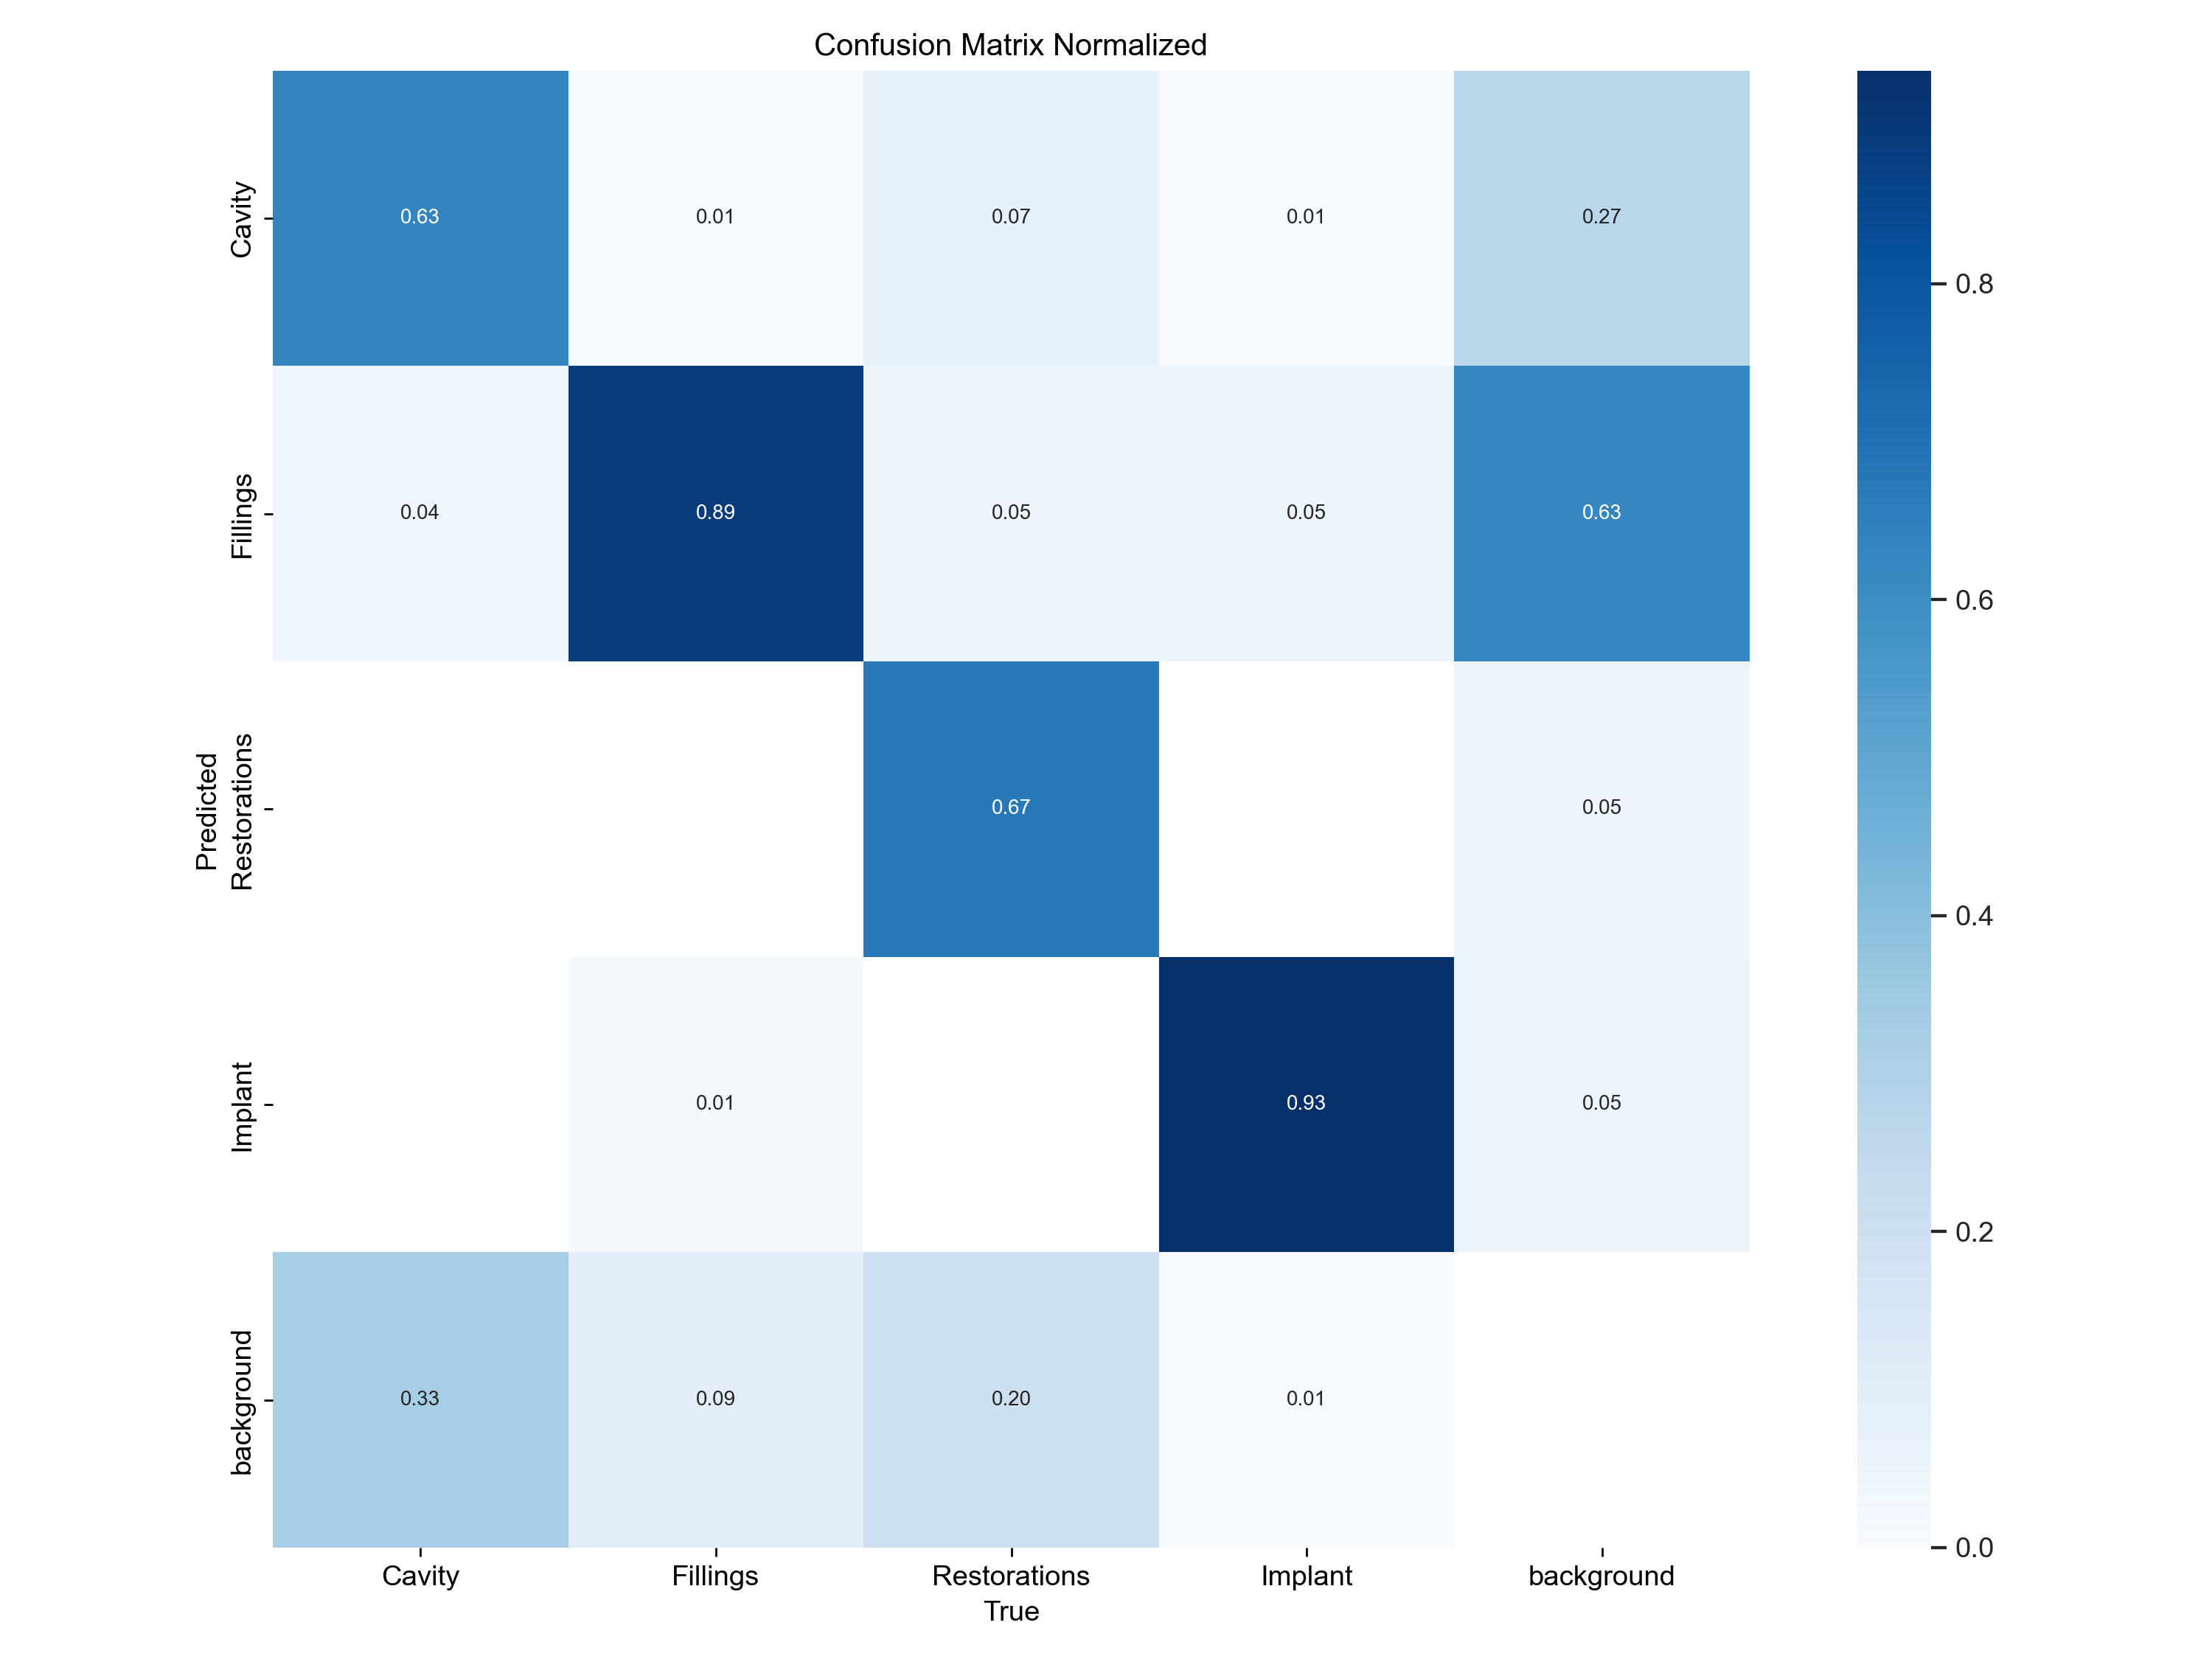 Confusion Matrix Normalized
Cavity 0.63 0.01 0.07 0.01 0.27
Fillings 0.04 0.89 0.05 0.05 0.63
Restorations 0.67 0.05
Implant 0.01 0.93 0.05
background 0.33 0.09 0.20 0.01
Predicted
Cavity Fillings Restorations Implant background
True
0.8
0.6
0.4
0.2
0.0